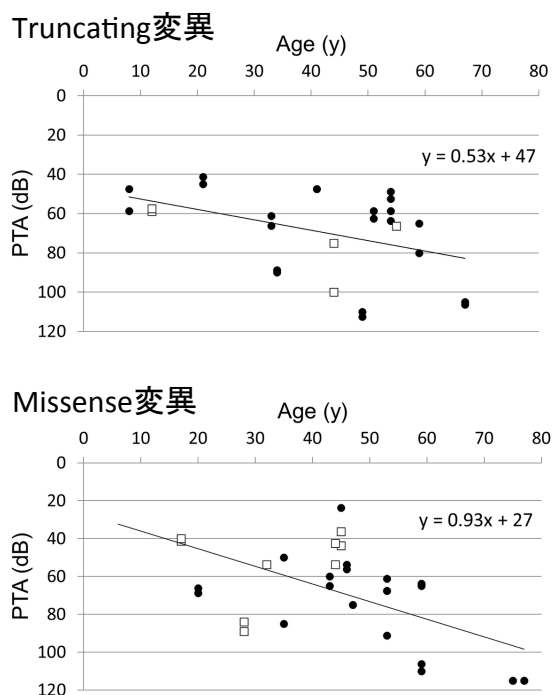 Truncating変異
Age (y)
0 10 20 30 40 50 60 70 80
0
20
40
60
80
100
120
PTA (dB)
y = 0.53x + 47
Missense変異
Age (y)
0 10 20 30 40 50 60 70 80
0
20
40
60
80
100
120
PTA (dB)
y = 0.93x + 27